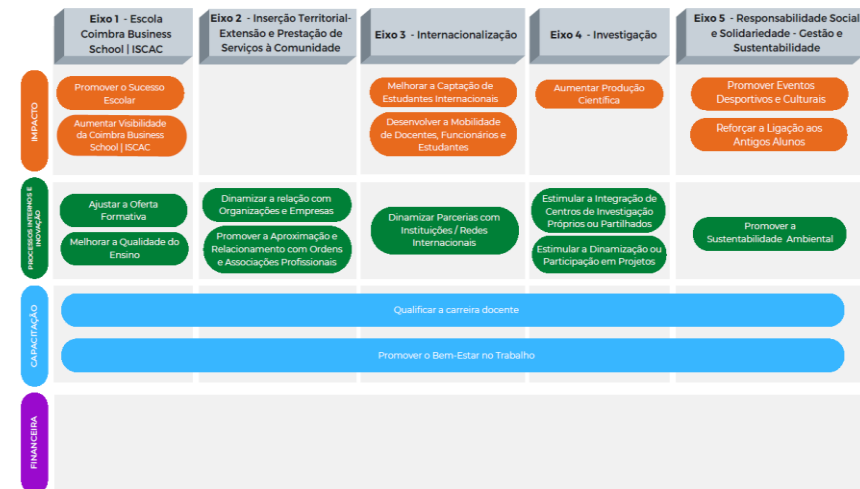 Eixo 1 - Escola
Coimbra Business
School | ISCAC
Eixo 2 - Inserção Territorial-
Extensão e Prestação de
Serviços à Comunidade
Eixo 3 - Internacionalização
Eixo 4 - Investigação
Eixo 5 - Responsabilidade Social
e Solidariedade - Gestão e
Sustentabilidade
IMPACTO
Promover o Sucesso
Escolar
Aumentar Visibilidade
da Coimbra Business
School | ISCAC
Melhorar a Captação de
Estudantes Internacionais
Desenvolver a Mobilidade
de Docentes, Funcionários e
Estudantes
Aumentar Produção
Científica
Promover Eventos
Desportivos e Culturais
Reforçar a Ligação aos
Antigos Alunos
PROCESSOS INTERNOS E
INOVAÇÃO
Ajustar a Oferta
Formativa
Melhorar a Qualidade do
Ensino
Dinamizar a relação com
Organizações e Empresas
Promover a Aproximação e
Relacionamento com Ordens
e Associações Profissionais
Dinamizar Parcerias com
Instituições / Redes
Internacionais
Estimular a Integração de
Centros de Investigação
Próprios ou Partilhados
Estimular a Dinamização ou
Participação em Projetos
Promover a
Sustentabilidade Ambiental
CAPACITAÇÃO
Qualificar a carreira docente
Promover o Bem-Estar no Trabalho
FINANCEIRA